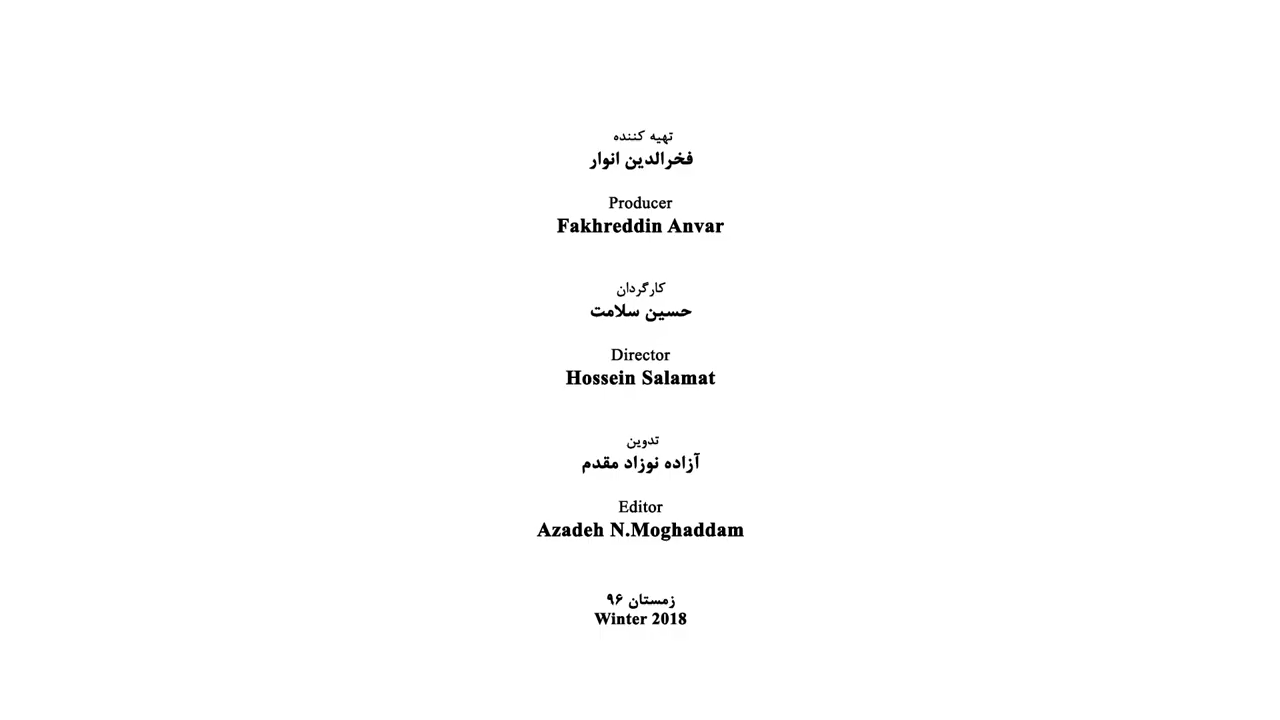 تهیه کننده
فخرالدین انوار
Producer
Fakhreddin Anvar
کارگردان
حسین سلامت
Director
Hossein Salamat
تدوین
آزاده نوزاد مقدم
Editor
Azadeh N.Moghaddam
زمستان ۹۶
Winter 2018